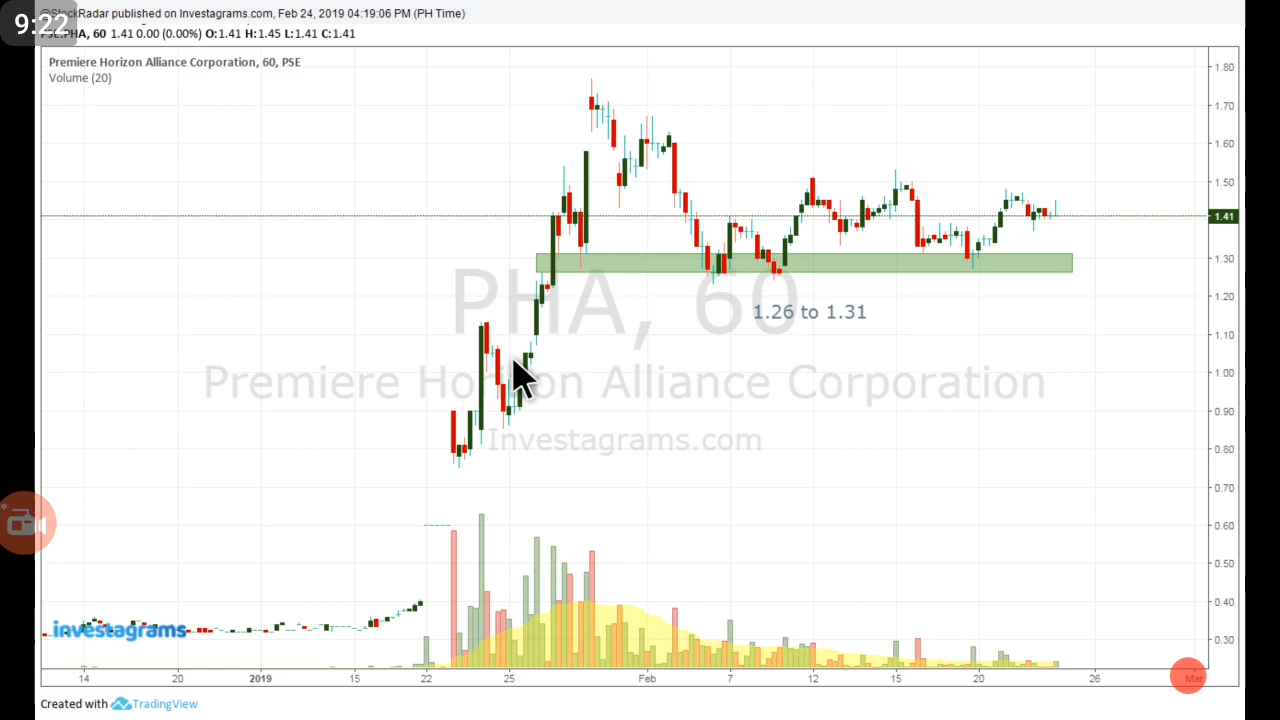 9:22
@StockRadar published on Investagrams.com, Feb 24, 2019 04:19:06 PM (PH Time)
PSE:PHA, 60 1.41 0.00 (0.00%) O:1.41 H:1.45 L:1.41 C:1.41
Premiere Horizon Alliance Corporation, 60, PSE
Volume (20)
1.80
1.70
1.60
1.50
1.41
1.30
1.20
1.10
1.00
0.90
0.80
0.70
0.60
0.50
0.40
0.30
PHA, 60
1.26 to 1.31
Premiere Horizon Alliance Corporation
Investagrams.com
investagrams
14 20 2019 15 22 25 Feb 7 12 15 20 26 Mar
Created with TradingView